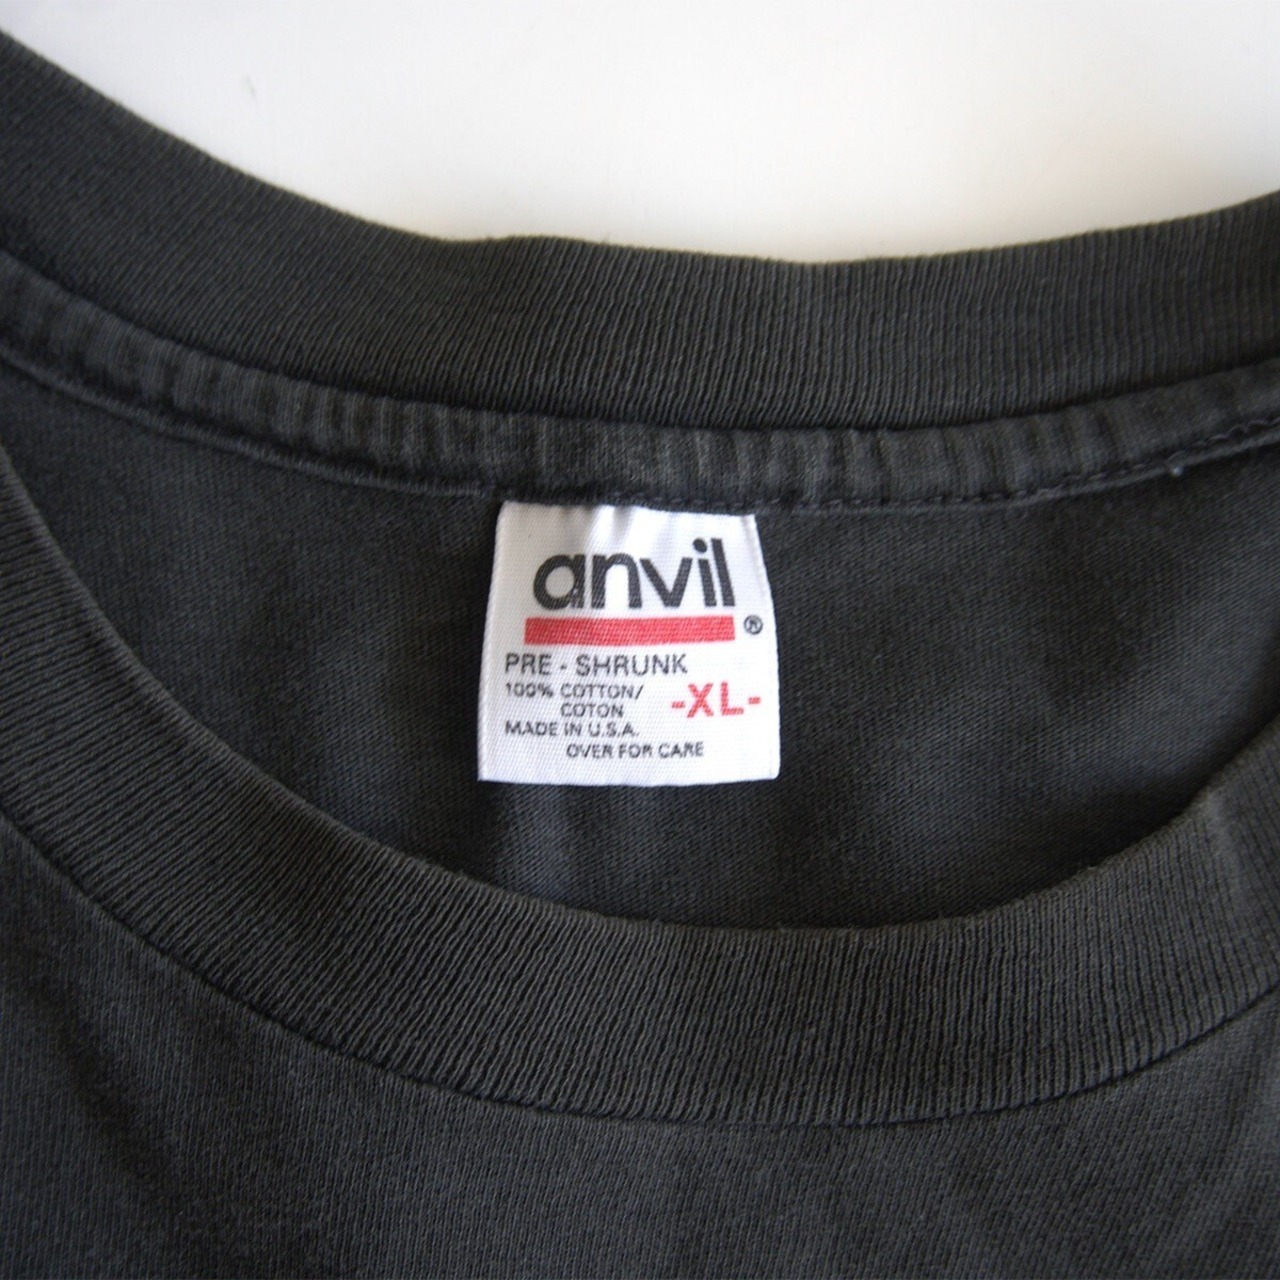 anvil®
PRE - SHRUNK
100% COTTON/
COTON
-XL-
MADE IN U.S.A.
OVER FOR CARE